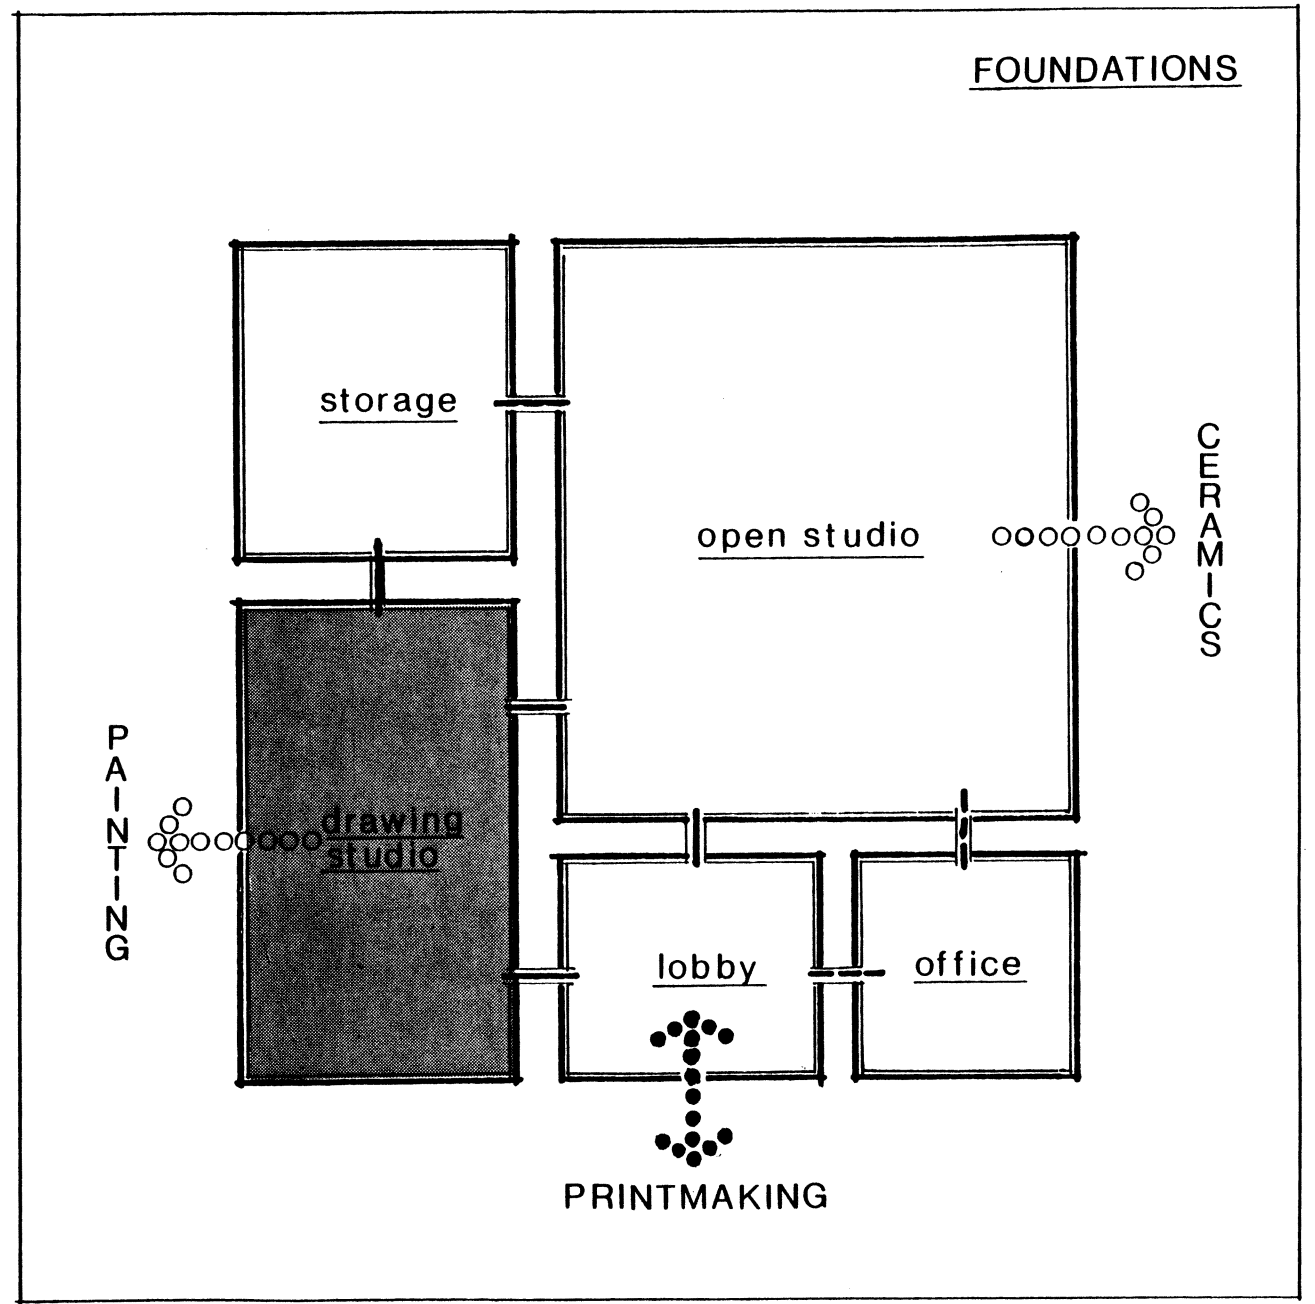 FOUNDATIONS
storage
open studio
CERAMICS
PAINTING
drawing
studio
lobby
office
PRINTMAKING